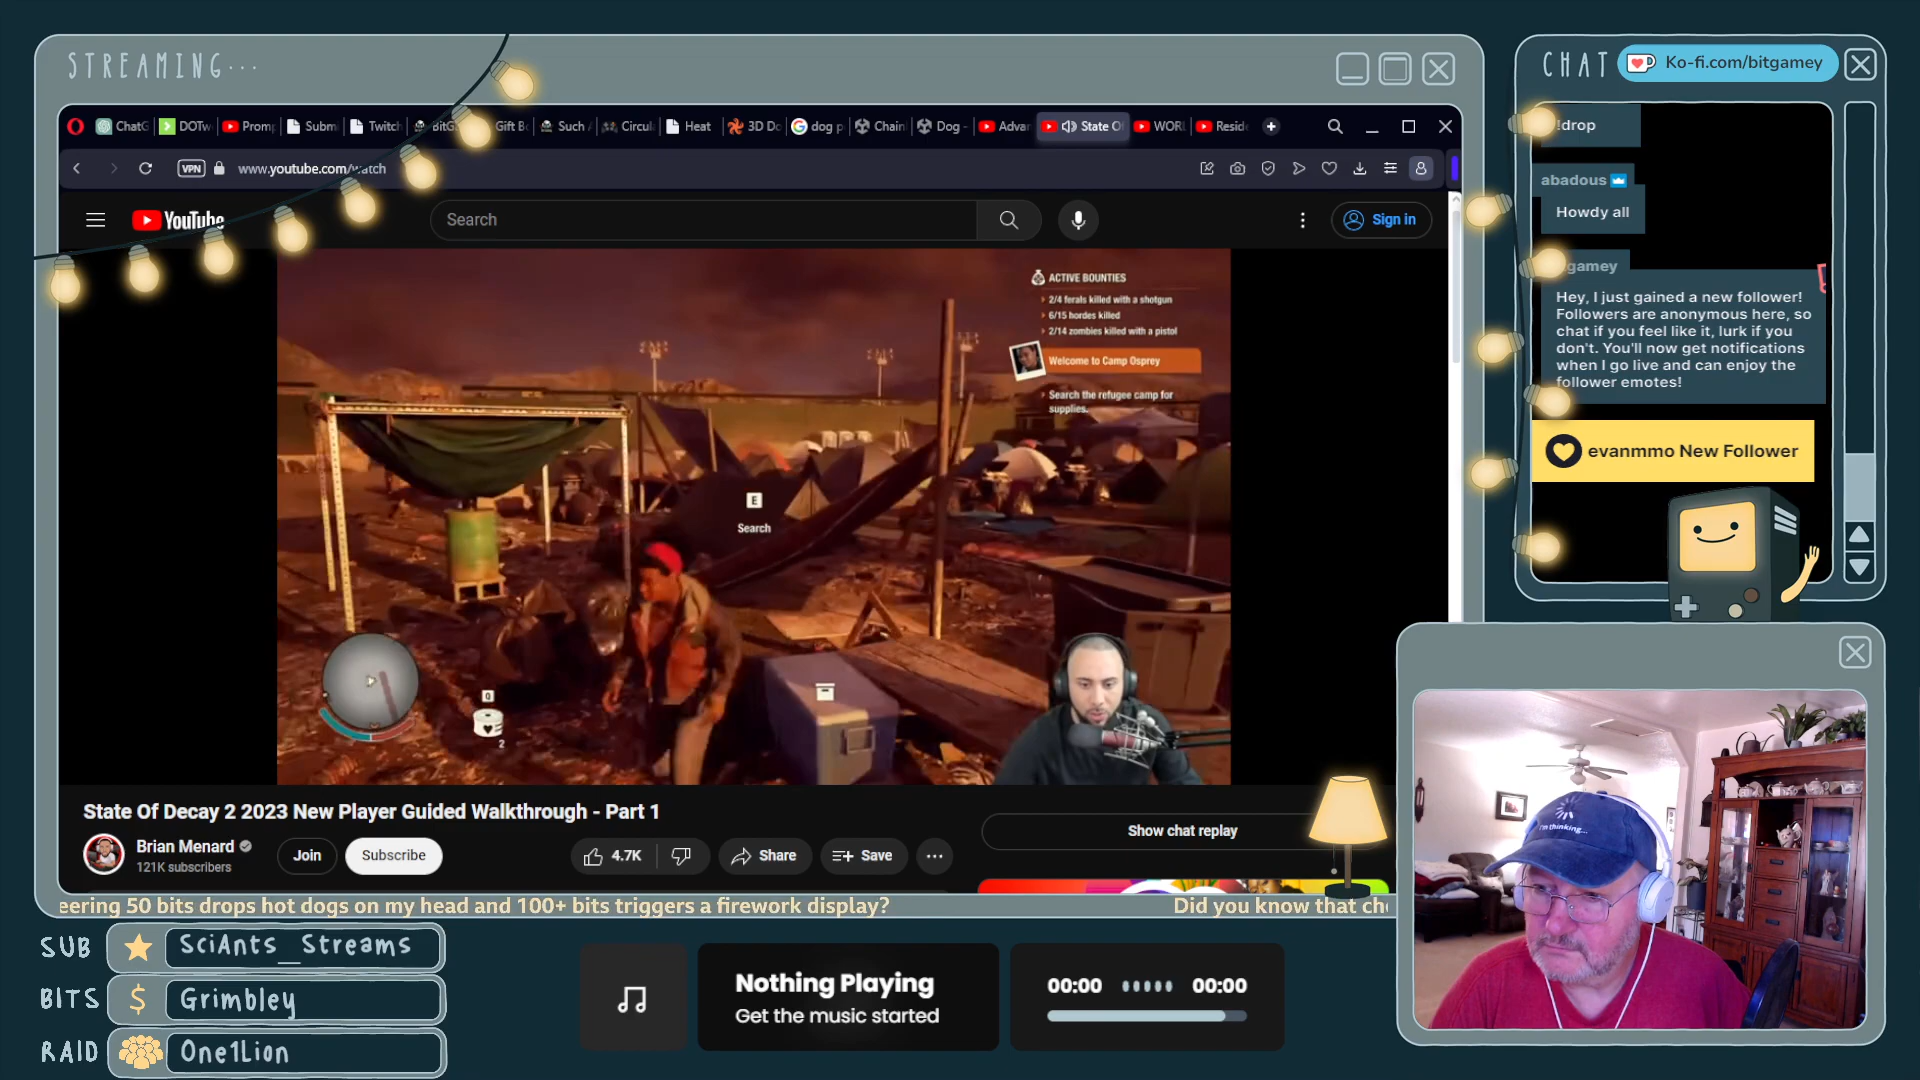 STREAMING...
ChatG
DOTw
Prom
Subm
Twitch
BitG
Gift B
Such
Circul
Heat
3D Do
dog p
Chain
Dog -
Advan
State O
WORL
Resid
VPN
www.youtube.com/watch
YouTube
Search
Sign in
ACTIVE BOUNTIES
2/4 ferals killed with a shotgun
6/15 hordes killed
2/14 zombies killed with a pistol
Welcome to Camp Osprey
Search the refugee camp for
supplies.
E
Search
Q
2
State Of Decay 2 2023 New Player Guided Walkthrough - Part 1
Brian Menard
121K subscribers
Join
Subscribe
4.7K
Share
Save
Show chat replay
eering 50 bits drops hot dogs on my head and 100+ bits triggers a firework display?
Did you know that ch
CHAT
Ko-fi.com/bitgamey
!drop
abadous
Howdy all
gamey
Hey, I just gained a new follower!
Followers are anonymous here, so
chat if you feel like it, lurk if you
don't. You'll now get notifications
when I go live and can enjoy the
follower emotes!
evanmmo New Follower
I'm thinking...
SUB
SciAnts_Streams
BITS
$
Grimbley
RAID
One1Lion
Nothing Playing
Get the music started
00:00
00:00